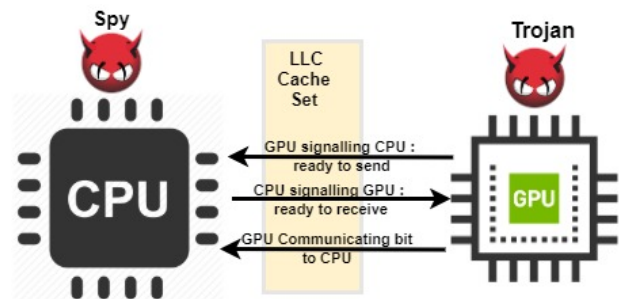 Spy
Trojan
LLC
Cache
Set
GPU signalling CPU :
ready to send
CPU signalling GPU :
ready to receive
GPU Communicating bit
to CPU
CPU
GPU